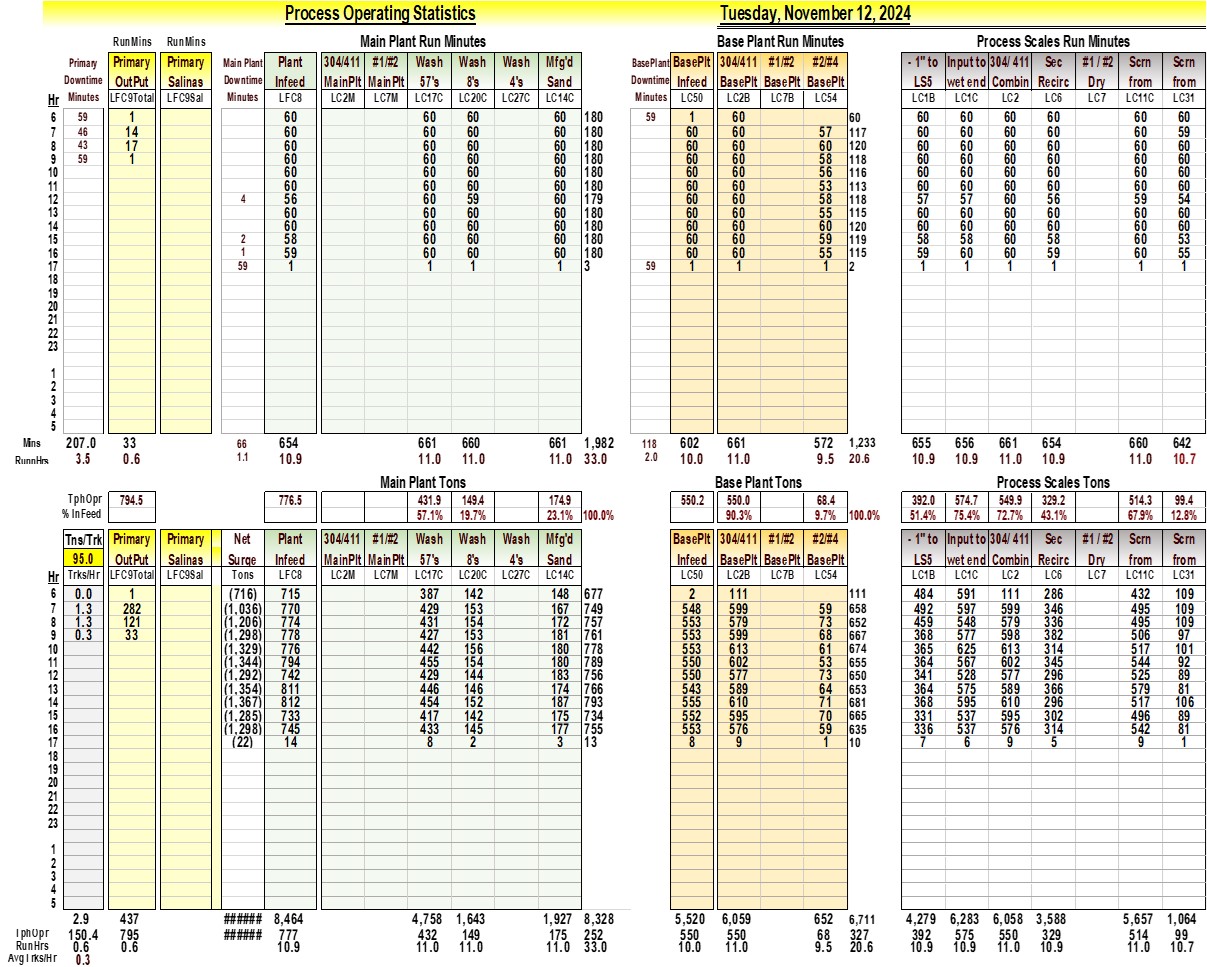 Process Operating Statistics Tuesday, November 12, 2024
RunMins RunMins Main Plant Run Minutes Base Plant Run Minutes Process Scales Run Minutes
Primary Primary Primary Main Plant Plant 304/411 #1/#2 Wash Wash Wash Mfg'd BasePlant BasePlt 304/411 #1/#2 #2/#4 - 1" to Input to 304/ 411 Sec #1 / #2 Scrn Scrn
Downtime OutPut Salinas Downtime Infeed MainPlt MainPlt 57's 8's 4's Sand Downtime Infeed BasePlt BasePlt BasePlt LS5 wet end Combin Recirc Dry from from
Hr Minutes LFC9Total LFC9Sal Minutes LFC8 LC2M LC7M LC17C LC20C LC27C LC14C Minutes LC50 LC2B LC7B LC54 LC1B LC1C LC2 LC6 LC7 LC11C LC31
6 59 1 60 60 60 60 180 59 1 60 60 60 60 60 60 60 60
7 46 14 60 60 60 60 180 60 60 57 117 60 60 60 60 60 59
8 43 17 60 60 60 60 180 60 60 60 120 60 60 60 60 60 60
9 59 1 60 60 60 60 180 60 60 58 118 60 60 60 60 60 60
10 60 60 60 60 180 60 60 56 116 60 60 60 60 60 60
11 60 60 60 60 180 60 60 53 113 60 60 60 60 60 60
12 4 56 60 59 60 179 60 60 58 118 57 57 60 56 59 54
13 60 60 60 60 180 60 60 55 115 60 60 60 60 60 60
14 60 60 60 60 180 60 60 60 120 60 60 60 60 60 60
15 2 58 60 60 60 180 60 60 59 119 58 58 60 58 60 53
16 1 59 60 60 60 180 60 60 55 115 59 60 60 59 60 55
17 59 1 1 1 1 3 59 1 1 1 2 1 1 1 1 1 1
18
19
20
21
22
23
1
2
3
4
5
Mins 207.0 33 66 654 661 660 661 1,982 118 602 661 572 1,233 655 656 661 654 660 642
RunnHrs 3.5 0.6 1.1 10.9 11.0 11.0 11.0 33.0 2.0 10.0 11.0 9.5 20.6 10.9 10.9 11.0 10.9 11.0 10.7
Main Plant Tons Base Plant Tons Process Scales Tons
TphOpr 794.5 776.5 431.9 149.4 174.9 550.2 550.0 68.4 392.0 574.7 549.9 329.2 514.3 99.4
% InFeed 57.1% 19.7% 23.1% 100.0% 90.3% 9.7% 100.0% 51.4% 75.4% 72.7% 43.1% 67.9% 12.8%
Tns/Trk Primary Primary Net Plant 304/411 #1/#2 Wash Wash Wash Mfg'd BasePlt 304/411 #1/#2 #2/#4 - 1" to Input to 304/ 411 Sec #1 / #2 Scrn Scrn
95.0 OutPut Salinas Surge Infeed MainPlt MainPlt 57's 8's 4's Sand Infeed BasePlt BasePlt BasePlt LS5 wet end Combin Recirc Dry from from
Hr Trks/Hr LFC9Total LFC9Sal Tons LFC8 LC2M LC7M LC17C LC20C LC27C LC14C LC50 LC2B LC7B LC54 LC1B LC1C LC2 LC6 LC7 LC11C LC31
6 0.0 1 (716) 715 387 142 148 677 2 111 111 484 591 111 286 432 109
7 1.3 282 (1,036) 770 429 153 167 749 548 599 59 658 492 597 599 346 495 109
8 1.3 121 (1,206) 774 431 154 172 757 553 579 73 652 459 548 579 336 495 109
9 0.3 33 (1,298) 778 427 153 181 761 553 599 68 667 368 577 598 382 506 97
10 (1,329) 776 442 156 180 778 553 613 61 674 365 625 613 314 517 101
11 (1,344) 794 455 154 180 789 550 602 53 655 364 567 602 345 544 92
12 (1,292) 742 429 144 183 756 550 577 73 650 341 528 577 296 525 89
13 (1,354) 811 446 146 174 766 543 589 64 653 364 575 589 366 579 81
14 (1,367) 812 454 152 187 793 555 610 71 681 368 595 610 296 517 106
15 (1,285) 733 417 142 175 734 552 595 70 665 331 537 595 302 496 89
16 (1,298) 745 433 145 177 755 553 576 59 635 336 537 576 314 542 81
17 (22) 14 8 2 3 13 8 9 1 10 7 6 9 5 9 1
18
19
20
21
22
23
1
2
3
4
5
2.9 437 ###### 8,464 4,758 1,643 1,927 8,328 5,520 6,059 652 6,711 4,279 6,283 6,058 3,588 5,657 1,064
TphOpr 150.4 795 ###### 777 432 149 175 252 550 550 68 327 392 575 550 329 514 99
RunHrs 0.6 0.6 10.9 11.0 11.0 11.0 33.0 10.0 11.0 9.5 20.6 10.9 10.9 11.0 10.9 11.0 10.7
AvgTrks/Hr 0.3